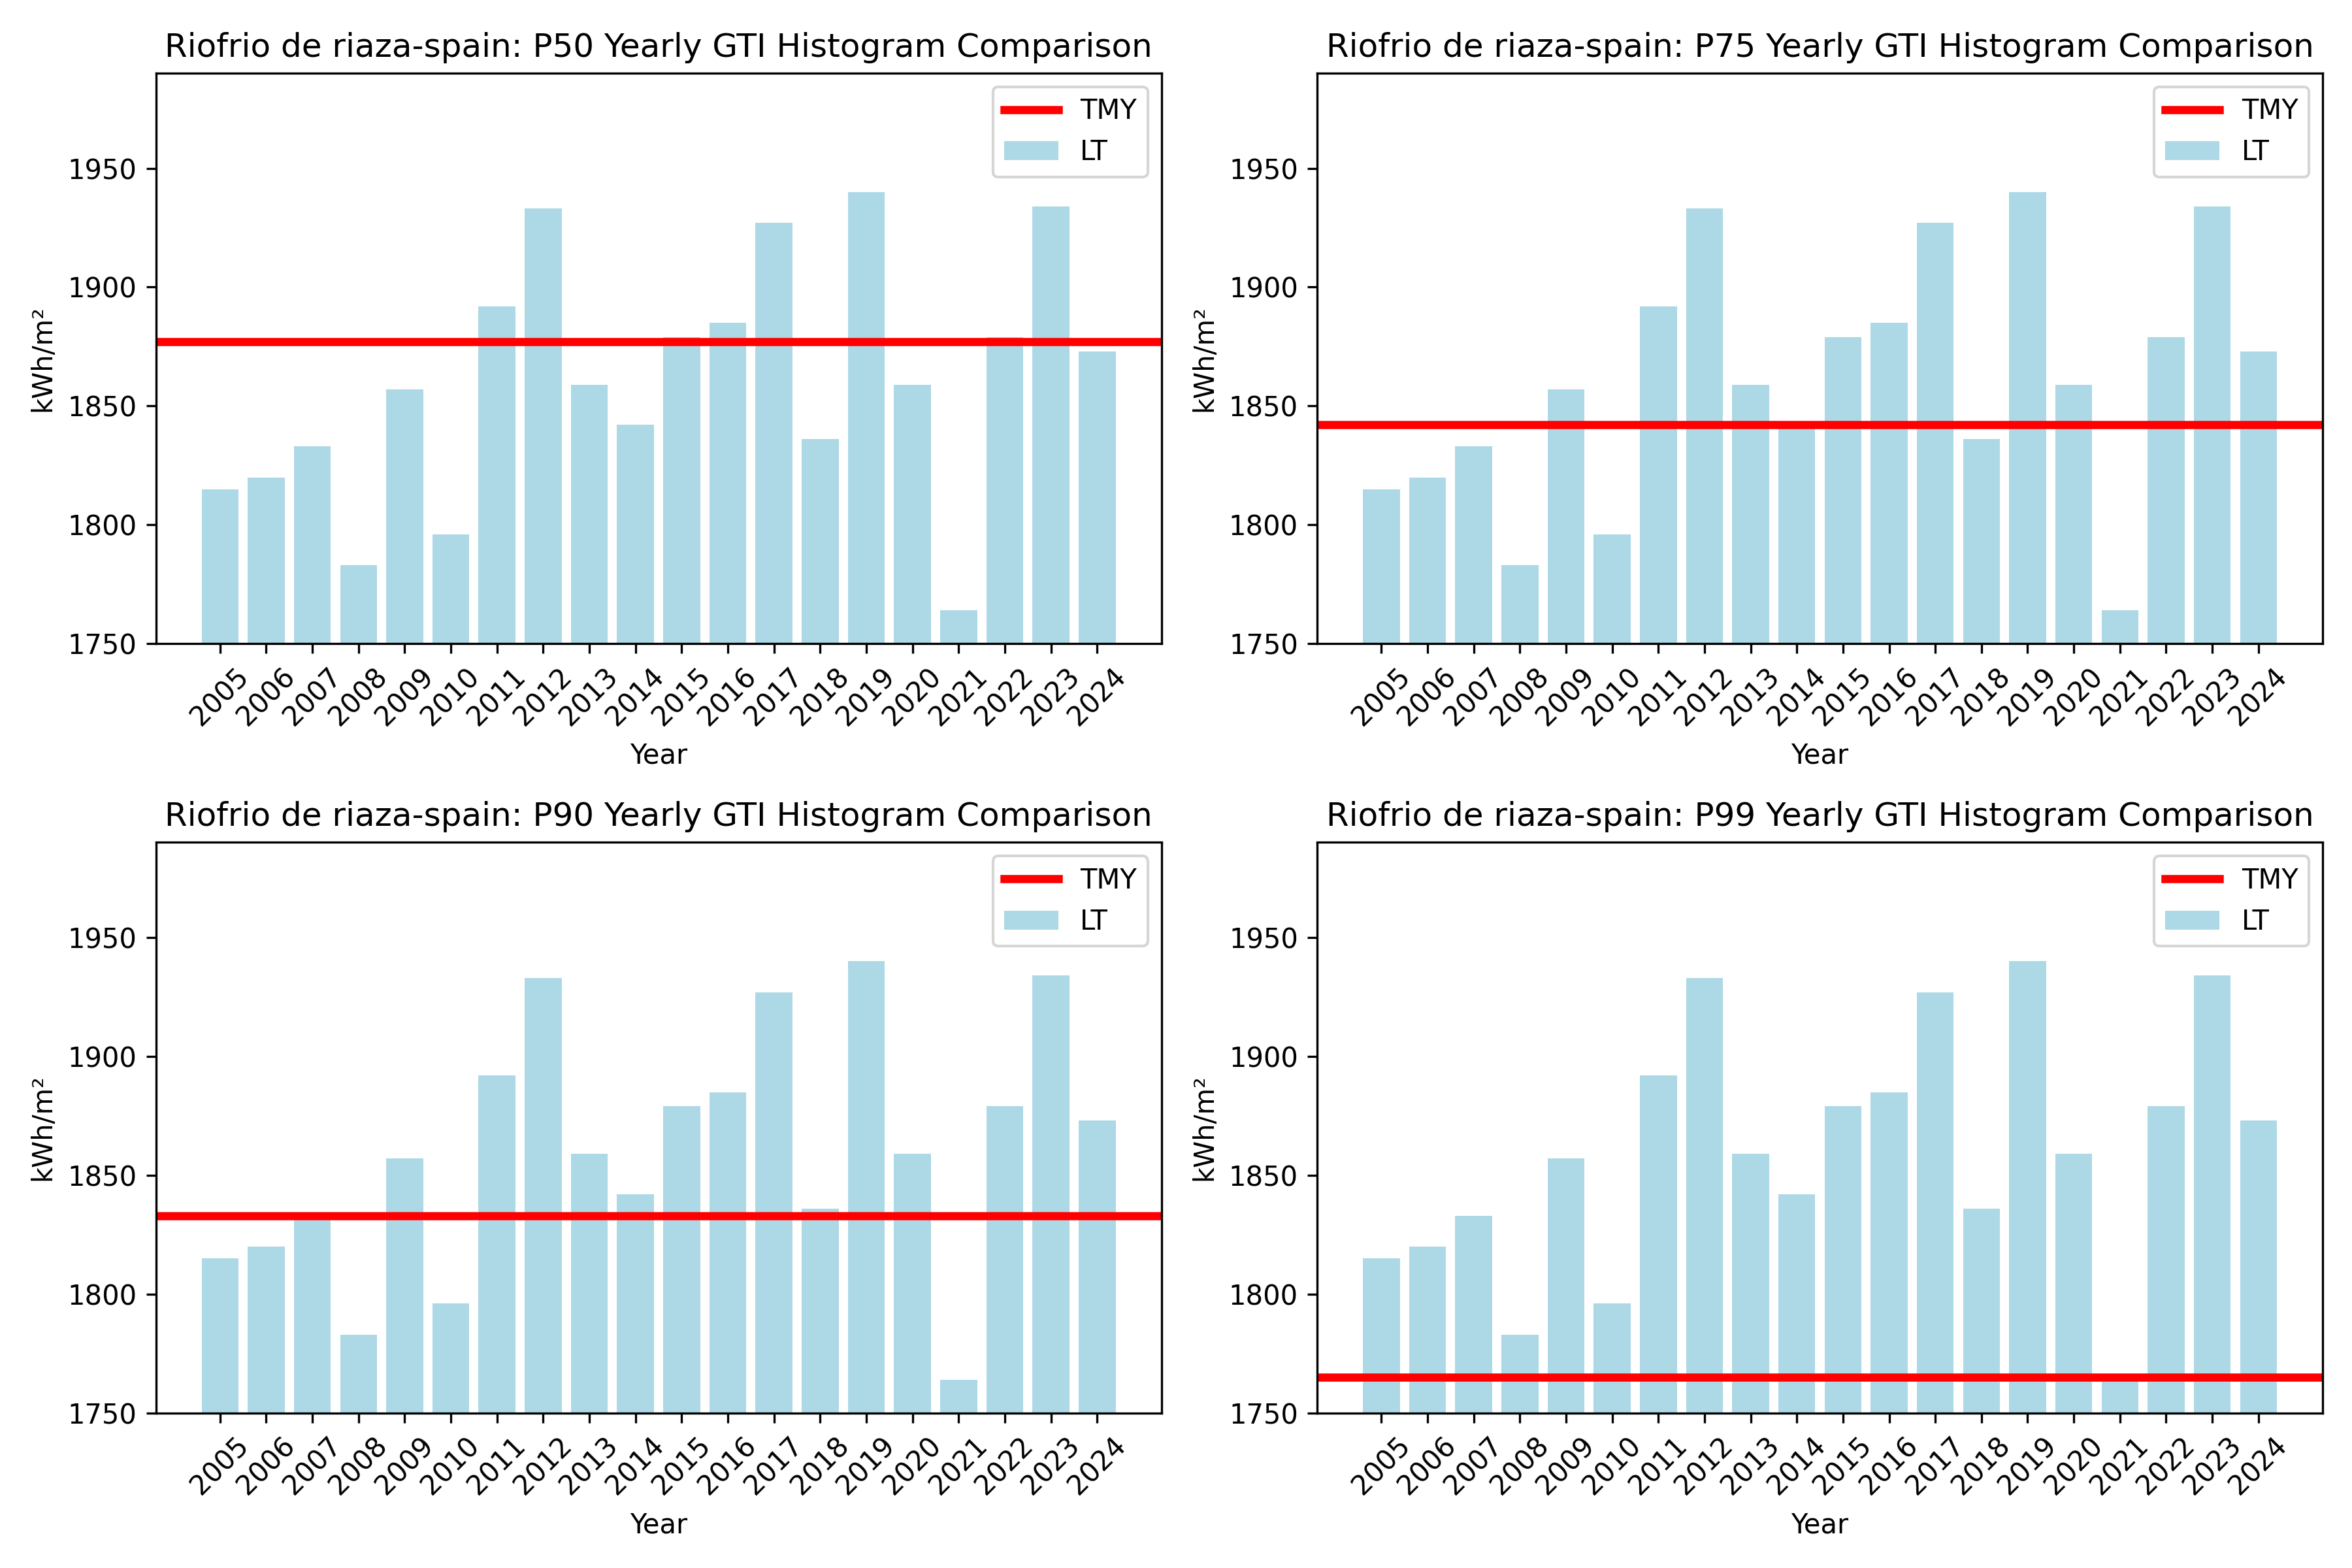 Riofrio de riaza-spain: P50 Yearly GTI Histogram Comparison
TMY
LT
1950
1900
1850
1800
1750
kWh/m²
2005 2006 2007 2008 2009 2010 2011 2012 2013 2014 2015 2016 2017 2018 2019 2020 2021 2022 2023 2024
Year
Riofrio de riaza-spain: P75 Yearly GTI Histogram Comparison
TMY
LT
1950
1900
1850
1800
1750
kWh/m²
2005 2006 2007 2008 2009 2010 2011 2012 2013 2014 2015 2016 2017 2018 2019 2020 2021 2022 2023 2024
Year
Riofrio de riaza-spain: P90 Yearly GTI Histogram Comparison
TMY
LT
1950
1900
1850
1800
1750
kWh/m²
2005 2006 2007 2008 2009 2010 2011 2012 2013 2014 2015 2016 2017 2018 2019 2020 2021 2022 2023 2024
Year
Riofrio de riaza-spain: P99 Yearly GTI Histogram Comparison
TMY
LT
1950
1900
1850
1800
1750
kWh/m²
2005 2006 2007 2008 2009 2010 2011 2012 2013 2014 2015 2016 2017 2018 2019 2020 2021 2022 2023 2024
Year